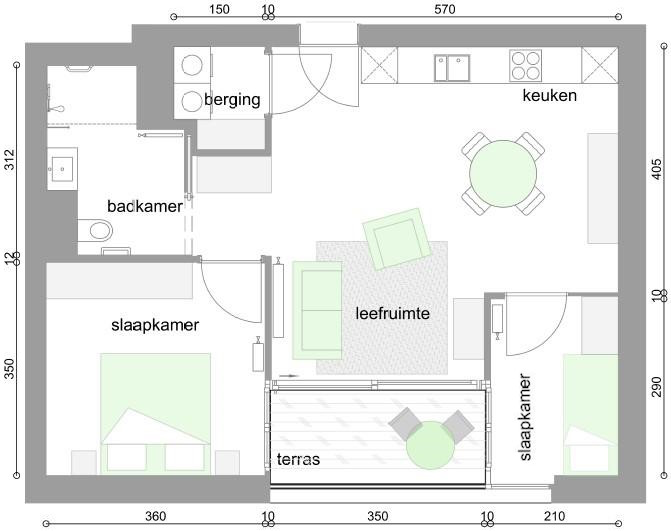 150 10 570
berging
keuken
312
405
badkamer
12
10
leefruimte
slaapkamer
350
290
slaapkamer
terras
360 10 350 10 210